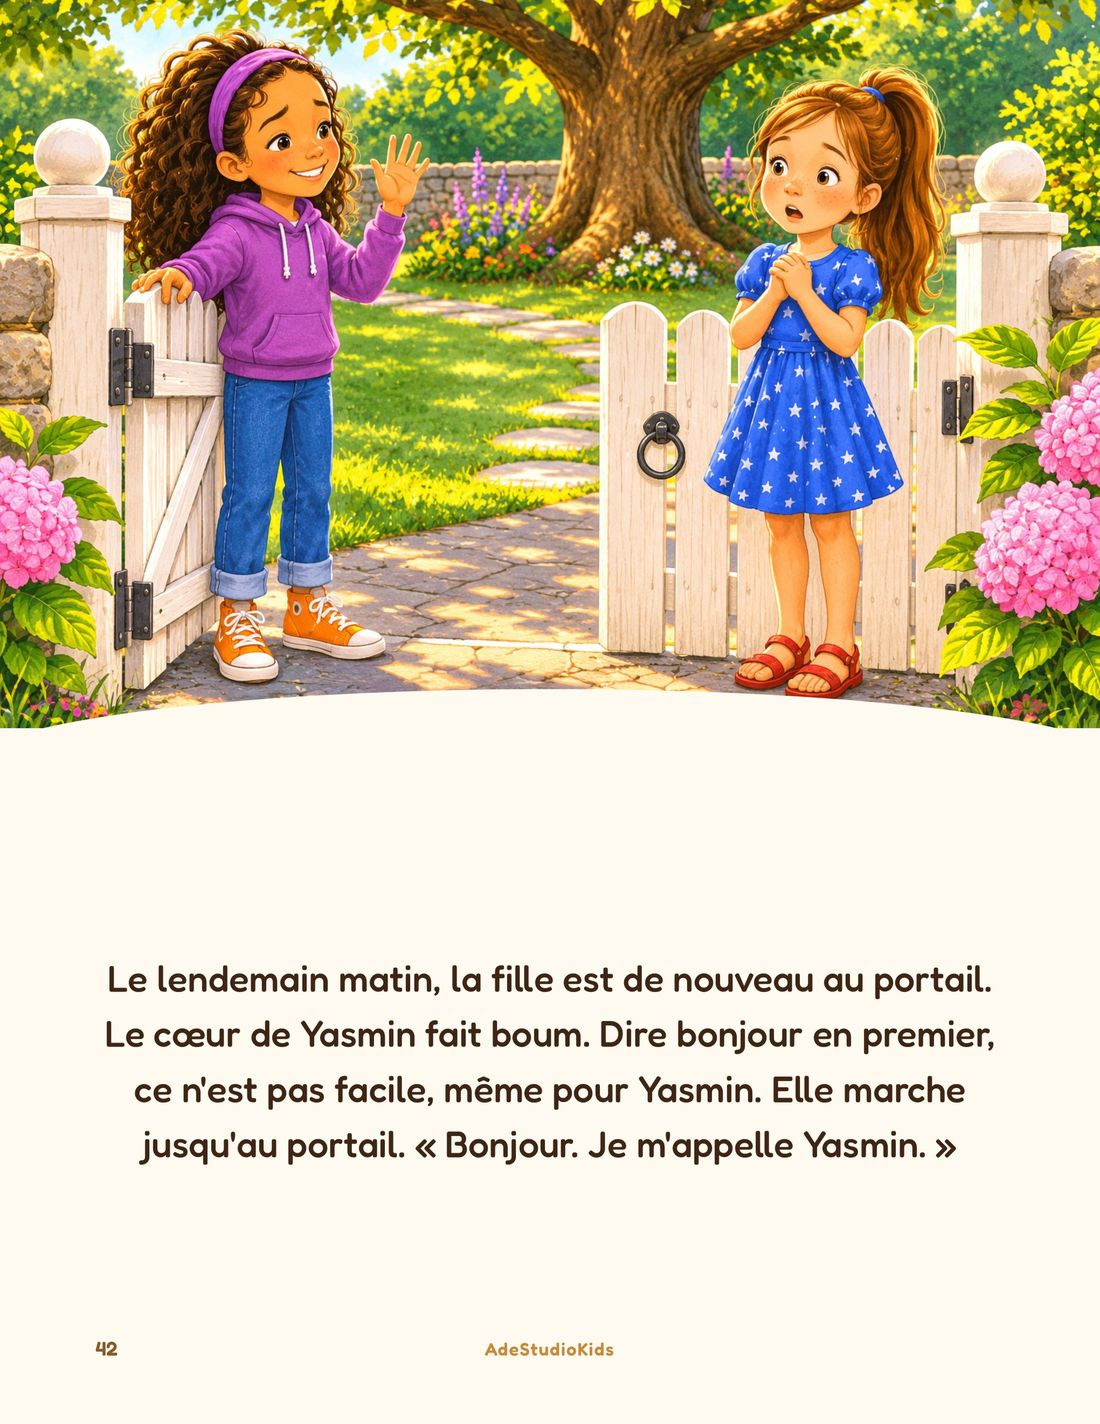 Le lendemain matin, la fille est de nouveau au portail.
Le cœur de Yasmin fait boum. Dire bonjour en premier,
ce n'est pas facile, même pour Yasmin. Elle marche
jusqu'au portail. « Bonjour. Je m'appelle Yasmin. »
42
AdeStudioKids